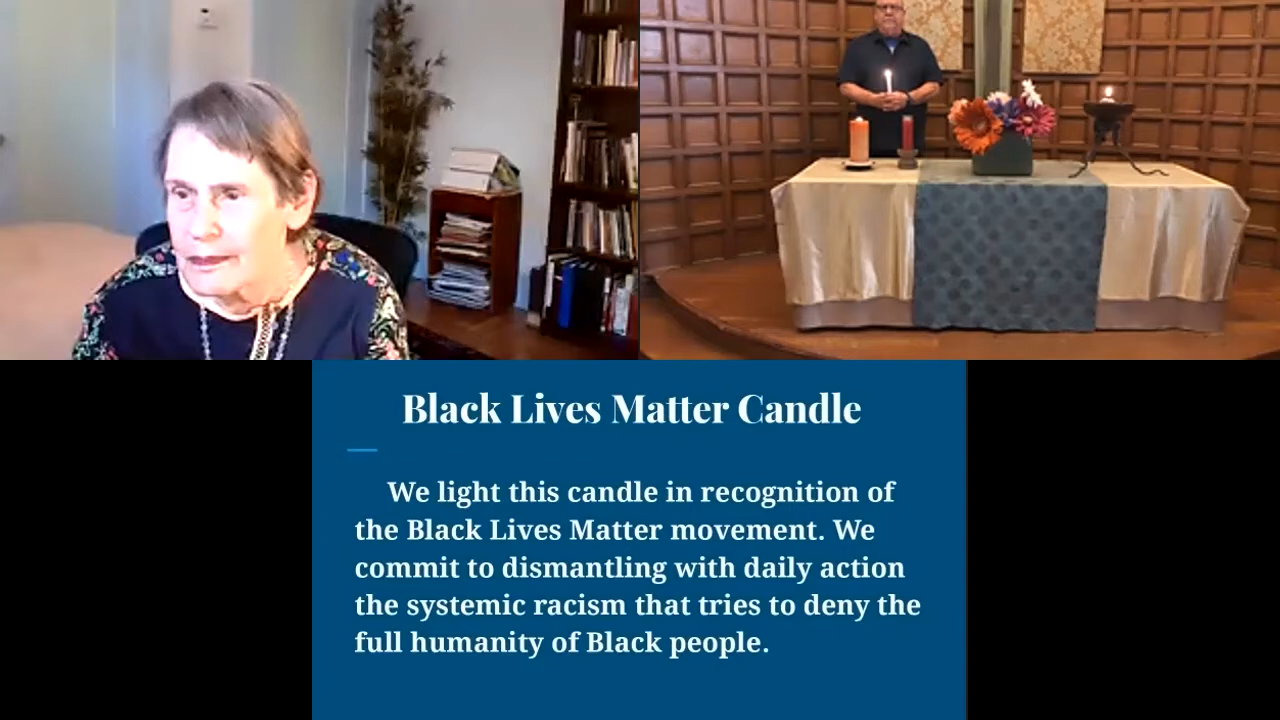 Black Lives Matter Candle
We light this candle in recognition of
the Black Lives Matter movement. We
commit to dismantling with daily action
the systemic racism that tries to deny the
full humanity of Black people.